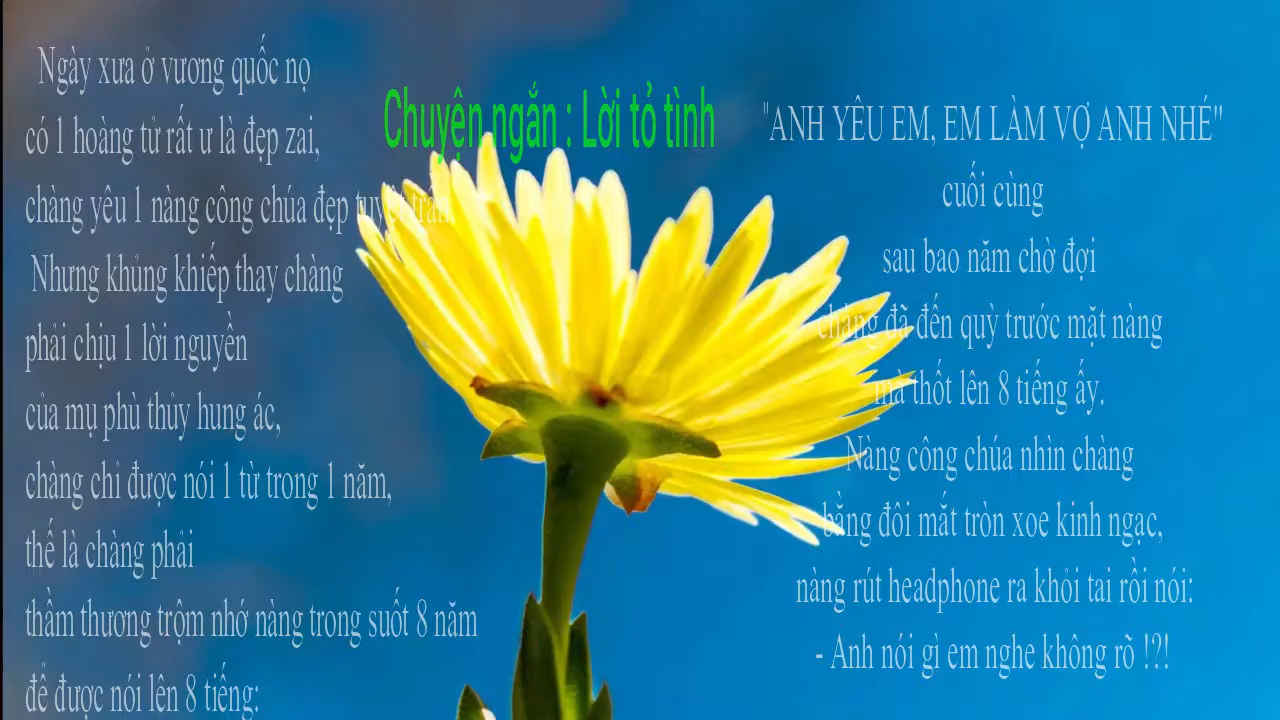 Chuyện ngắn : Lời tỏ tình
Ngày xưa ở vương quốc nọ
có 1 hoàng tử rất ư là đẹp zai,
chàng yêu 1 nàng công chúa đẹp tuyệt trần
Nhưng khủng khiếp thay chàng
phải chịu 1 lời nguyền
của mụ phù thủy hung ác,
chàng chỉ được nói 1 từ trong 1 năm,
thế là chàng phải
thầm thương trộm nhớ nàng trong suốt 8 năm
để được nói lên 8 tiếng:
"ANH YÊU EM, EM LÀM VỢ ANH NHÉ"
cuối cùng
sau bao năm chờ đợi
chàng đã đến quỳ trước mặt nàng
mà thốt lên 8 tiếng ấy.
Nàng công chúa nhìn chàng
bằng đôi mắt tròn xoe kinh ngạc,
nàng rút headphone ra khỏi tai rồi nói:
- Anh nói gì em nghe không rõ !?!